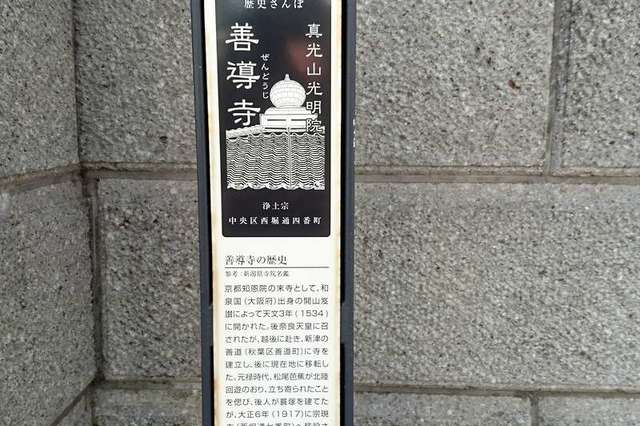 歴史さんぽ
真光山光明院
善導寺
ぜんどうじ
浄土宗
中央区西堀通四番町
善導寺の歴史
参考：新潟県寺院名鑑
京都知恩院の末寺として、和
泉国（大阪府）出身の開山笈
讃によって天文3年（1534）
に開かれた。後奈良天皇に召
されたが、越後に赴き、新津の
善道（秋葉区善道町）に寺を
建立し、後に現在地に移転し
た。元禄時代、松尾芭蕉が北陸
回遊のおり、立ち寄られたこと
を偲び、後人が蓑塚を建てた
が、大正6年（1917）に宗現